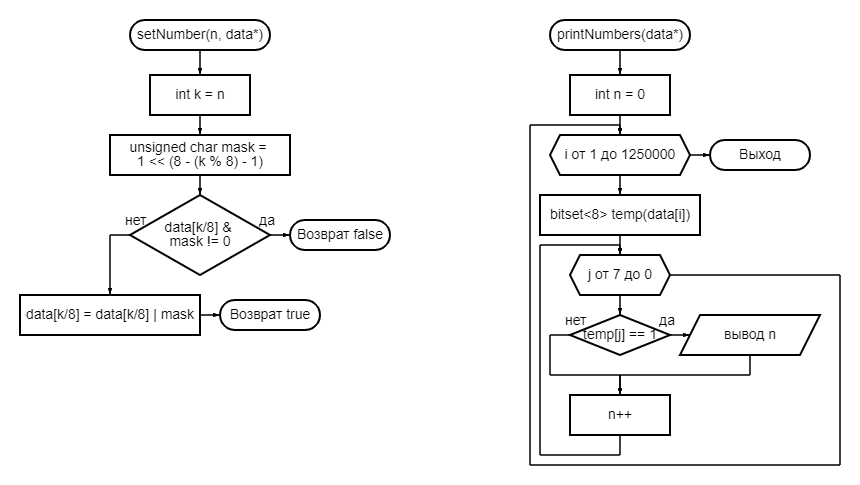 setNumber(n, data*)
int k = n
unsigned char mask =
1 << (8 - (k % 8) - 1)
нет
data[k/8] &
mask != 0
да
Возврат false
data[k/8] = data[k/8] | mask
Возврат true
printNumbers(data*)
int n = 0
i от 1 до 1250000
Выход
bitset<8> temp(data[i])
j от 7 до 0
нет
temp[j] == 1
да
вывод n
n++